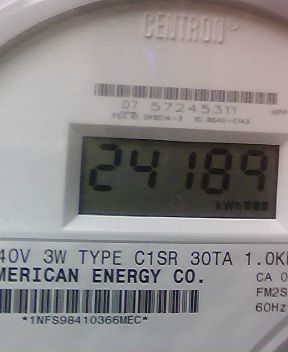 CENTRON®
07 57245311
24189
kWh
40V 3W TYPE C1SR 30TA 1.0K
MERICAN ENERGY CO.
CA 0
FM2S
60Hz
*1NFS98410366MEC*